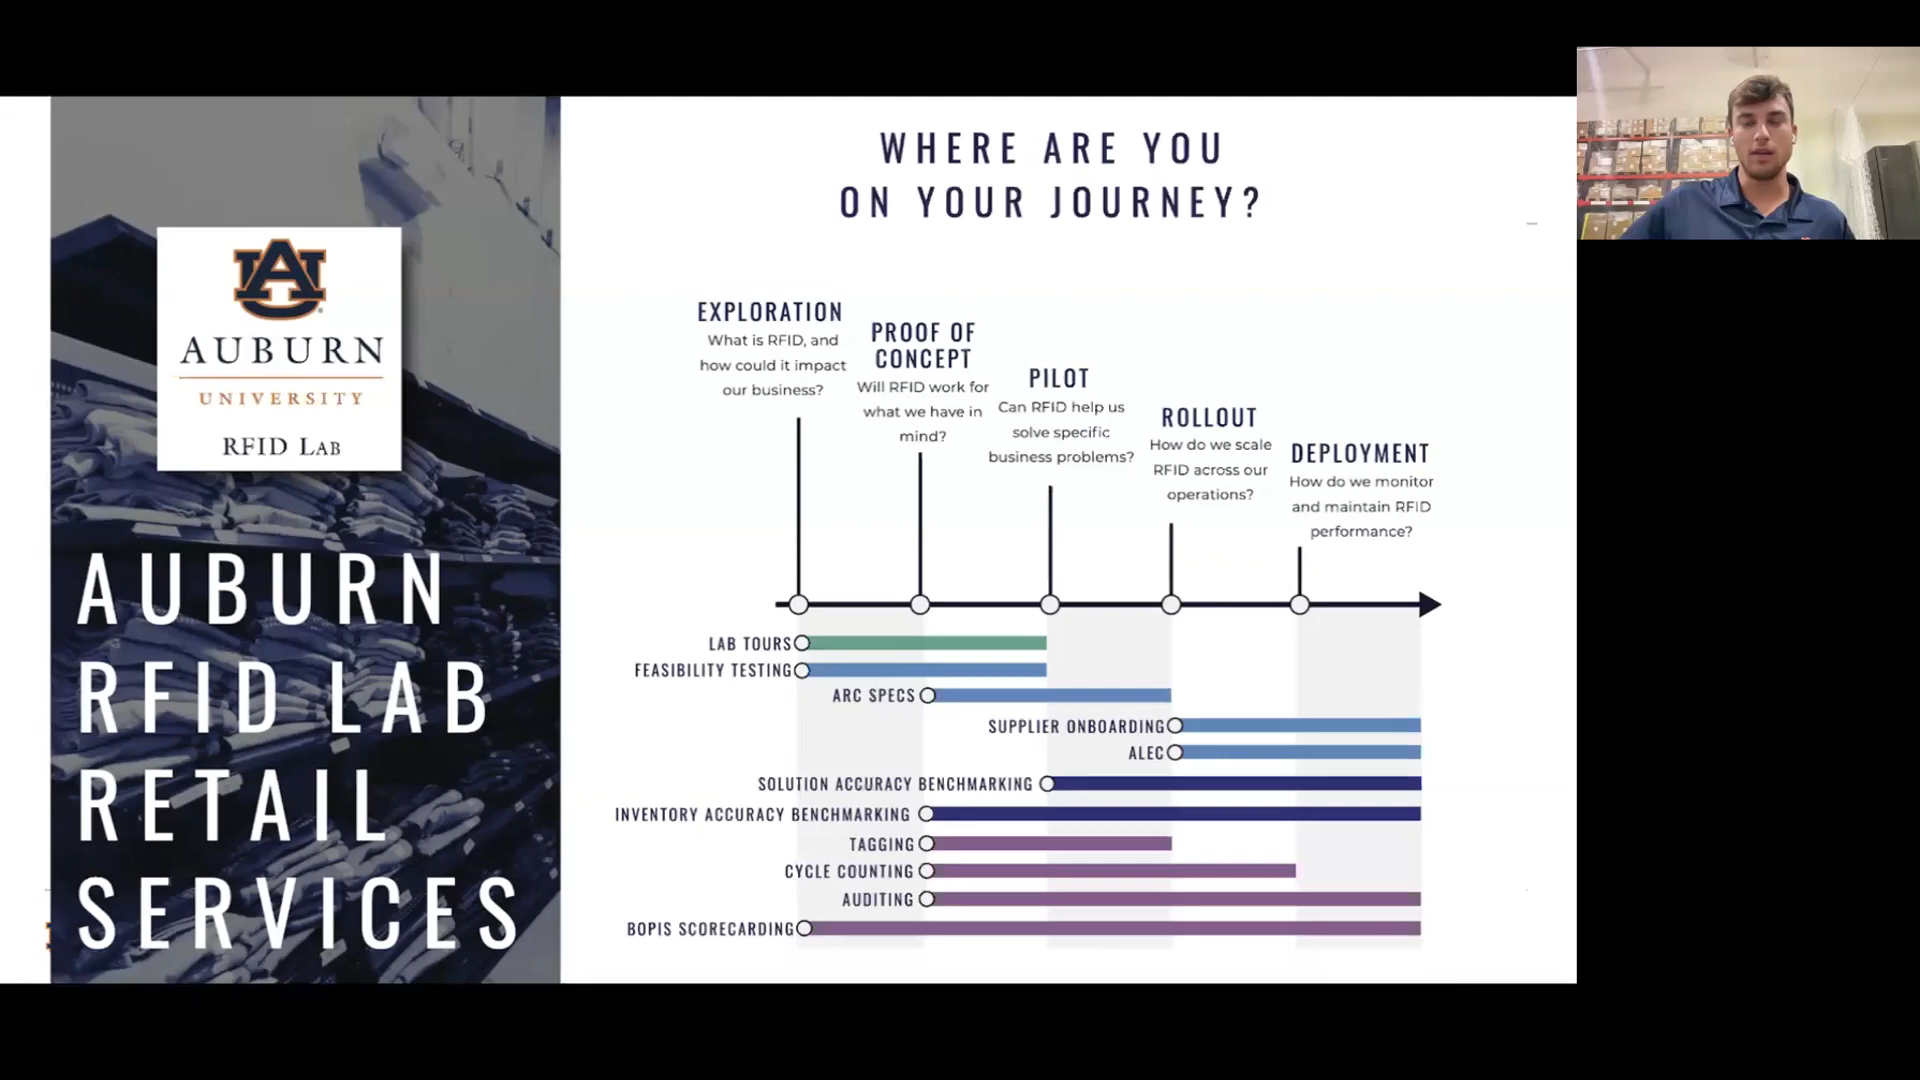 AUBURN
UNIVERSITY
RFID LAB
AUBURN
RFID LAB
RETAIL
SERVICES
WHERE ARE YOU
ON YOUR JOURNEY?
EXPLORATION
What is RFID, and
how could it impact
our business?
PROOF OF
CONCEPT
Will RFID work for
what we have in
mind?
PILOT
Can RFID help us
solve specific
business problems?
ROLLOUT
How do we scale
RFID across our
operations?
DEPLOYMENT
How do we monitor
and maintain RFID
performance?
LAB TOURS
FEASIBILITY TESTING
ARC SPECS
SUPPLIER ONBOARDING
ALEC
SOLUTION ACCURACY BENCHMARKING
INVENTORY ACCURACY BENCHMARKING
TAGGING
CYCLE COUNTING
AUDITING
BOPIS SCORECARDING